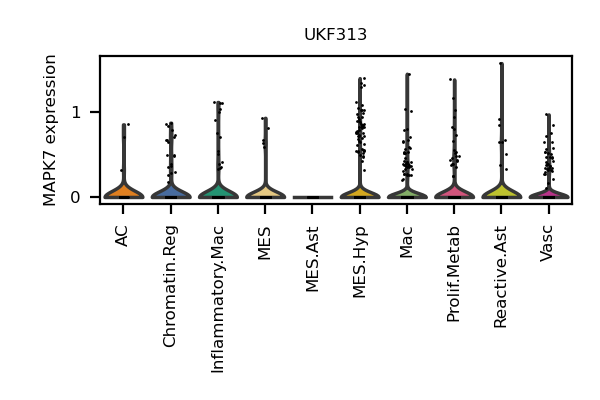 UKF313
MAPK7 expression
1
0
AC
Chromatin.Reg
Inflammatory.Mac
MES
MES.Ast
MES.Hyp
Mac
Prolif.Metab
Reactive.Ast
Vasc